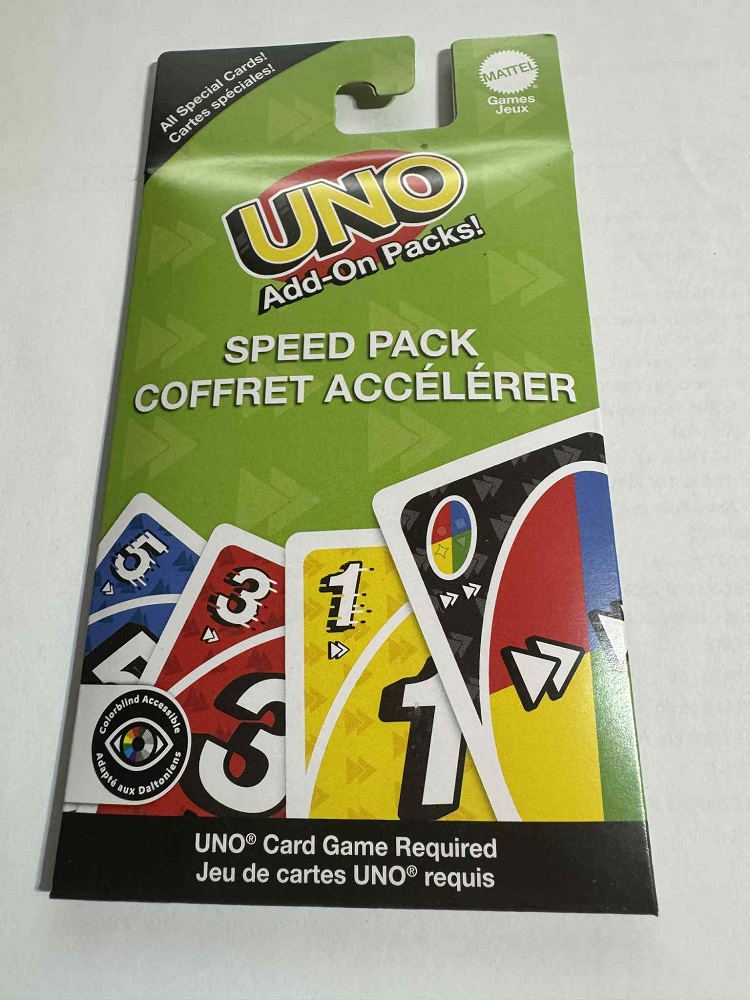 All Special Cards!
Cartes spéciales!
MATTEL
®
Games
Jeux
UNO
Add-On Packs!
SPEED PACK
COFFRET ACCÉLÉRER
5
3
1
3
1
Colorblind Accessible
Adapté aux Daltoniens
UNO® Card Game Required
Jeu de cartes UNO® requis